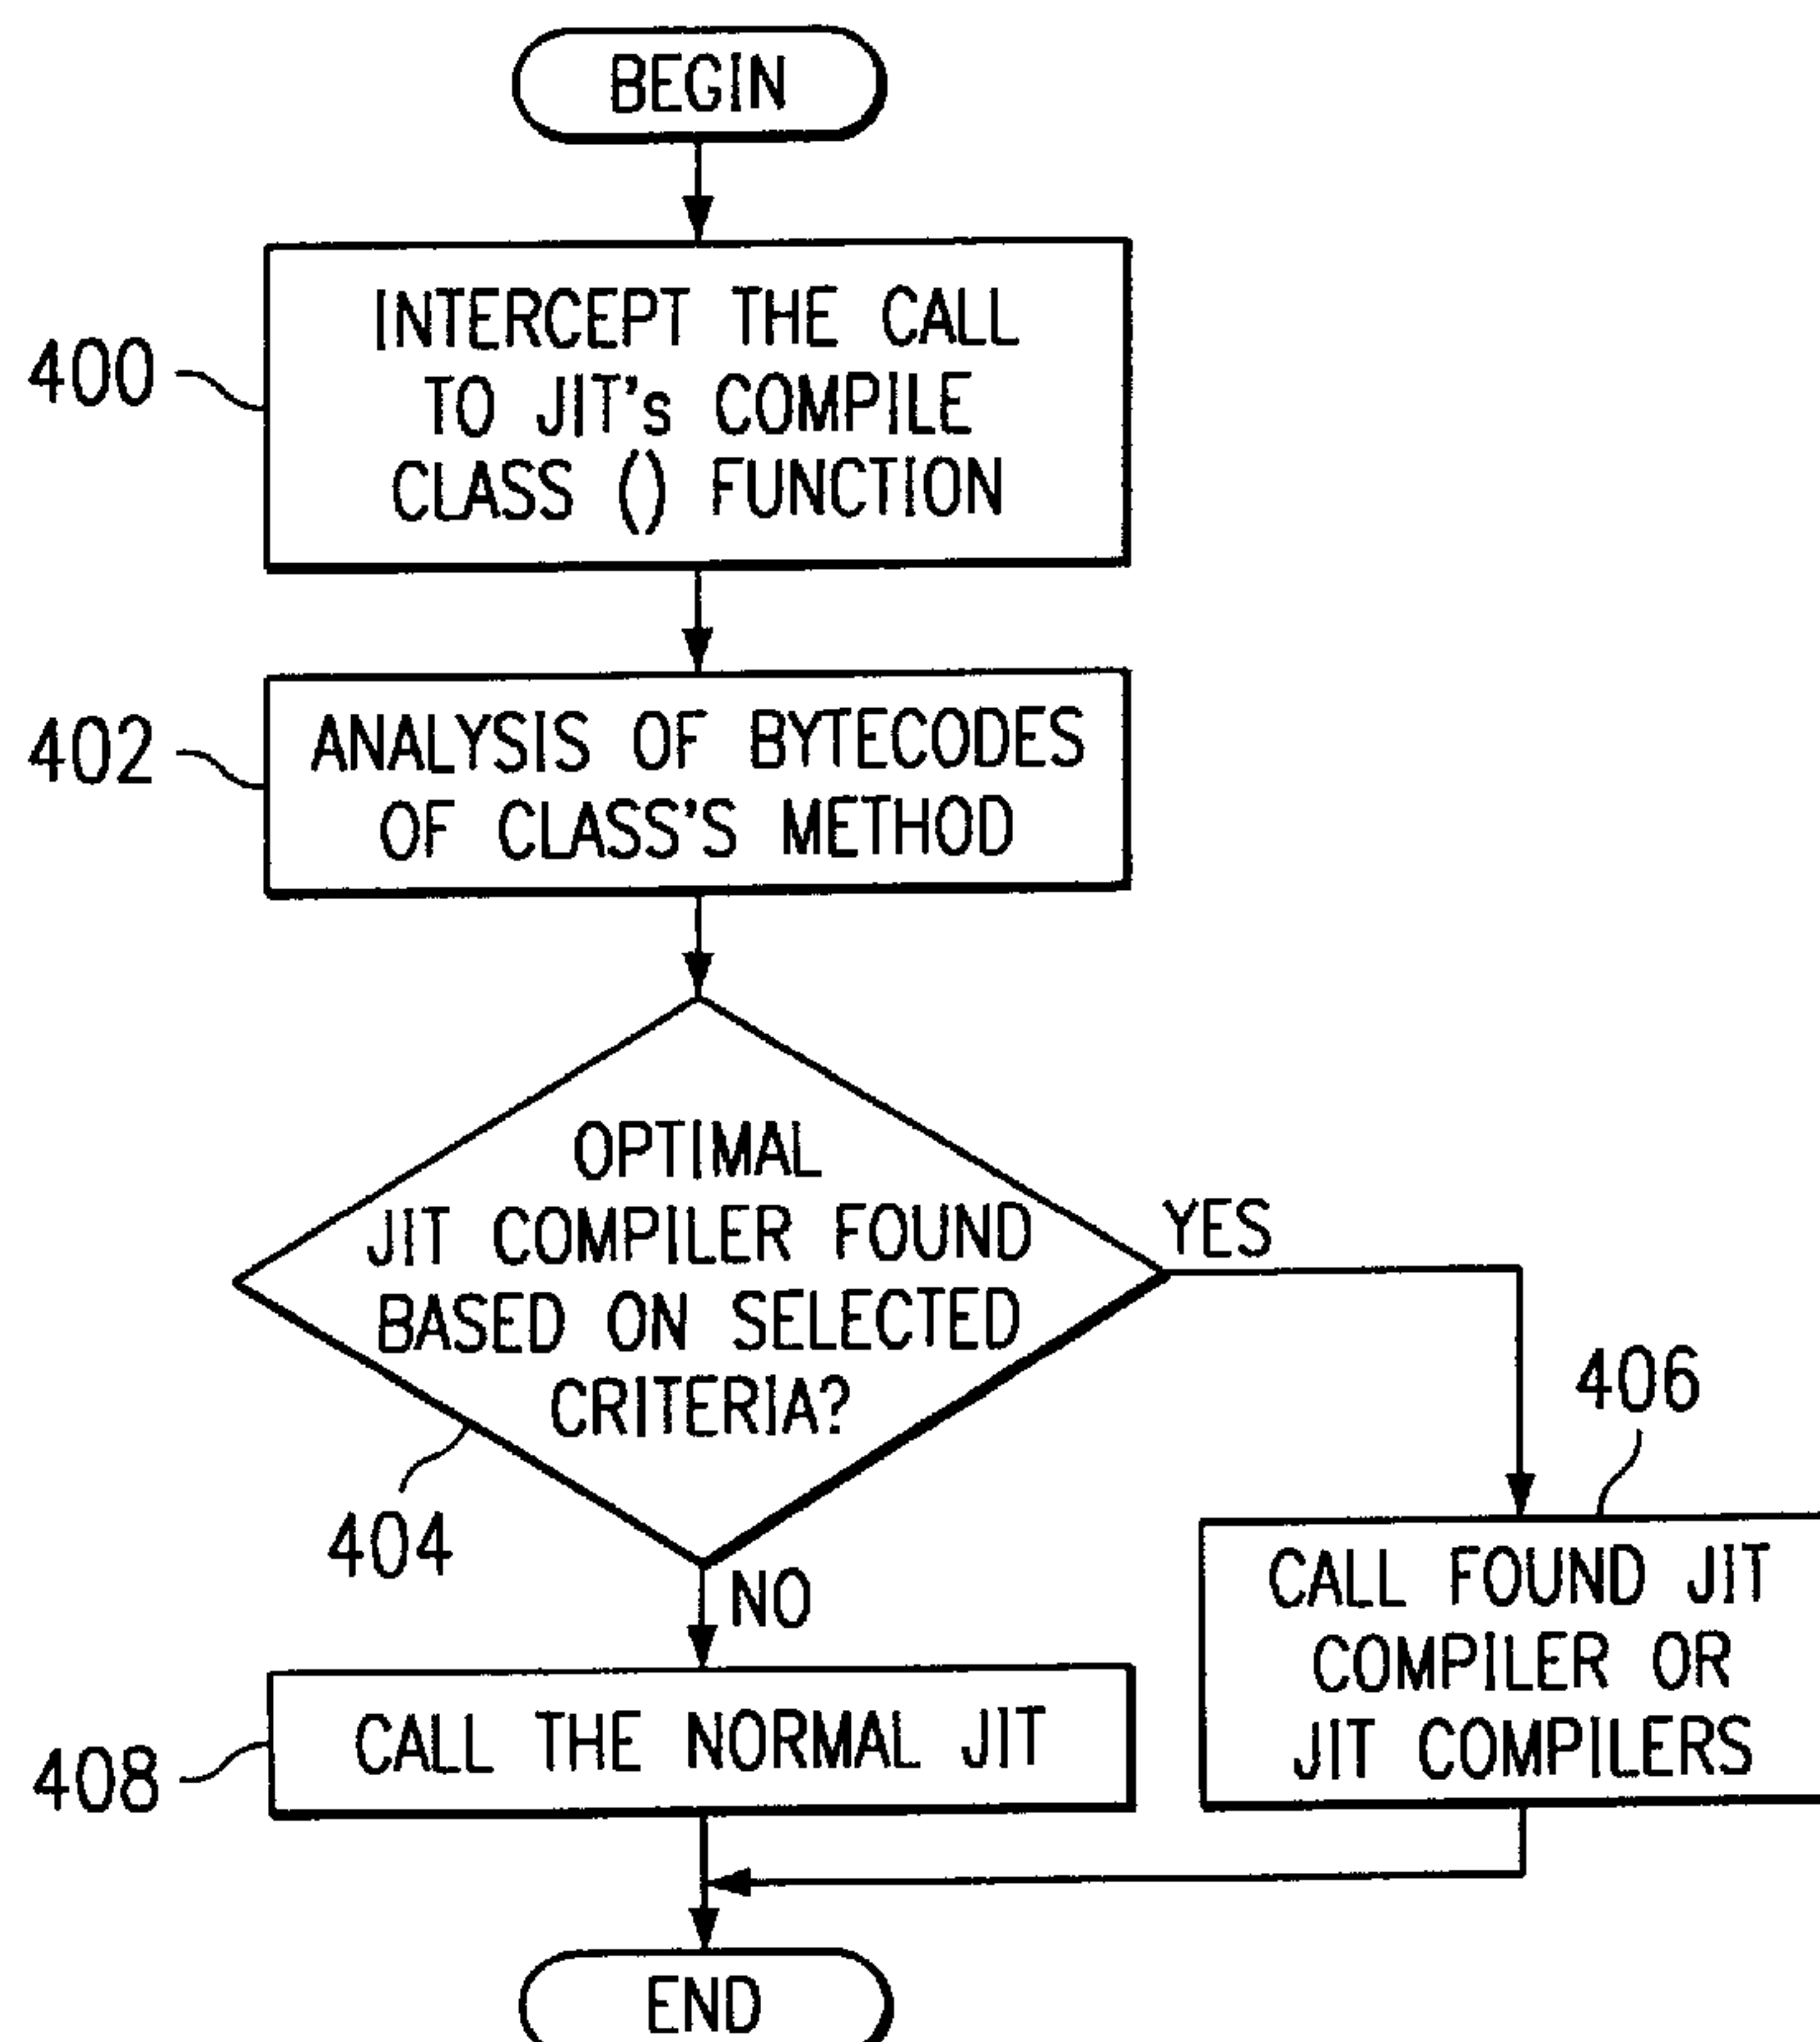 BEGIN
INTERCEPT THE CALL
TO JIT's COMPILE
CLASS () FUNCTION
400
ANALYSIS OF BYTECODES
OF CLASS'S METHOD
402
OPTIMAL
JIT COMPILER FOUND
BASED ON SELECTED
CRITERIA?
404
YES
406
CALL FOUND JIT
COMPILER OR
JIT COMPILERS
NO
CALL THE NORMAL JIT
408
END